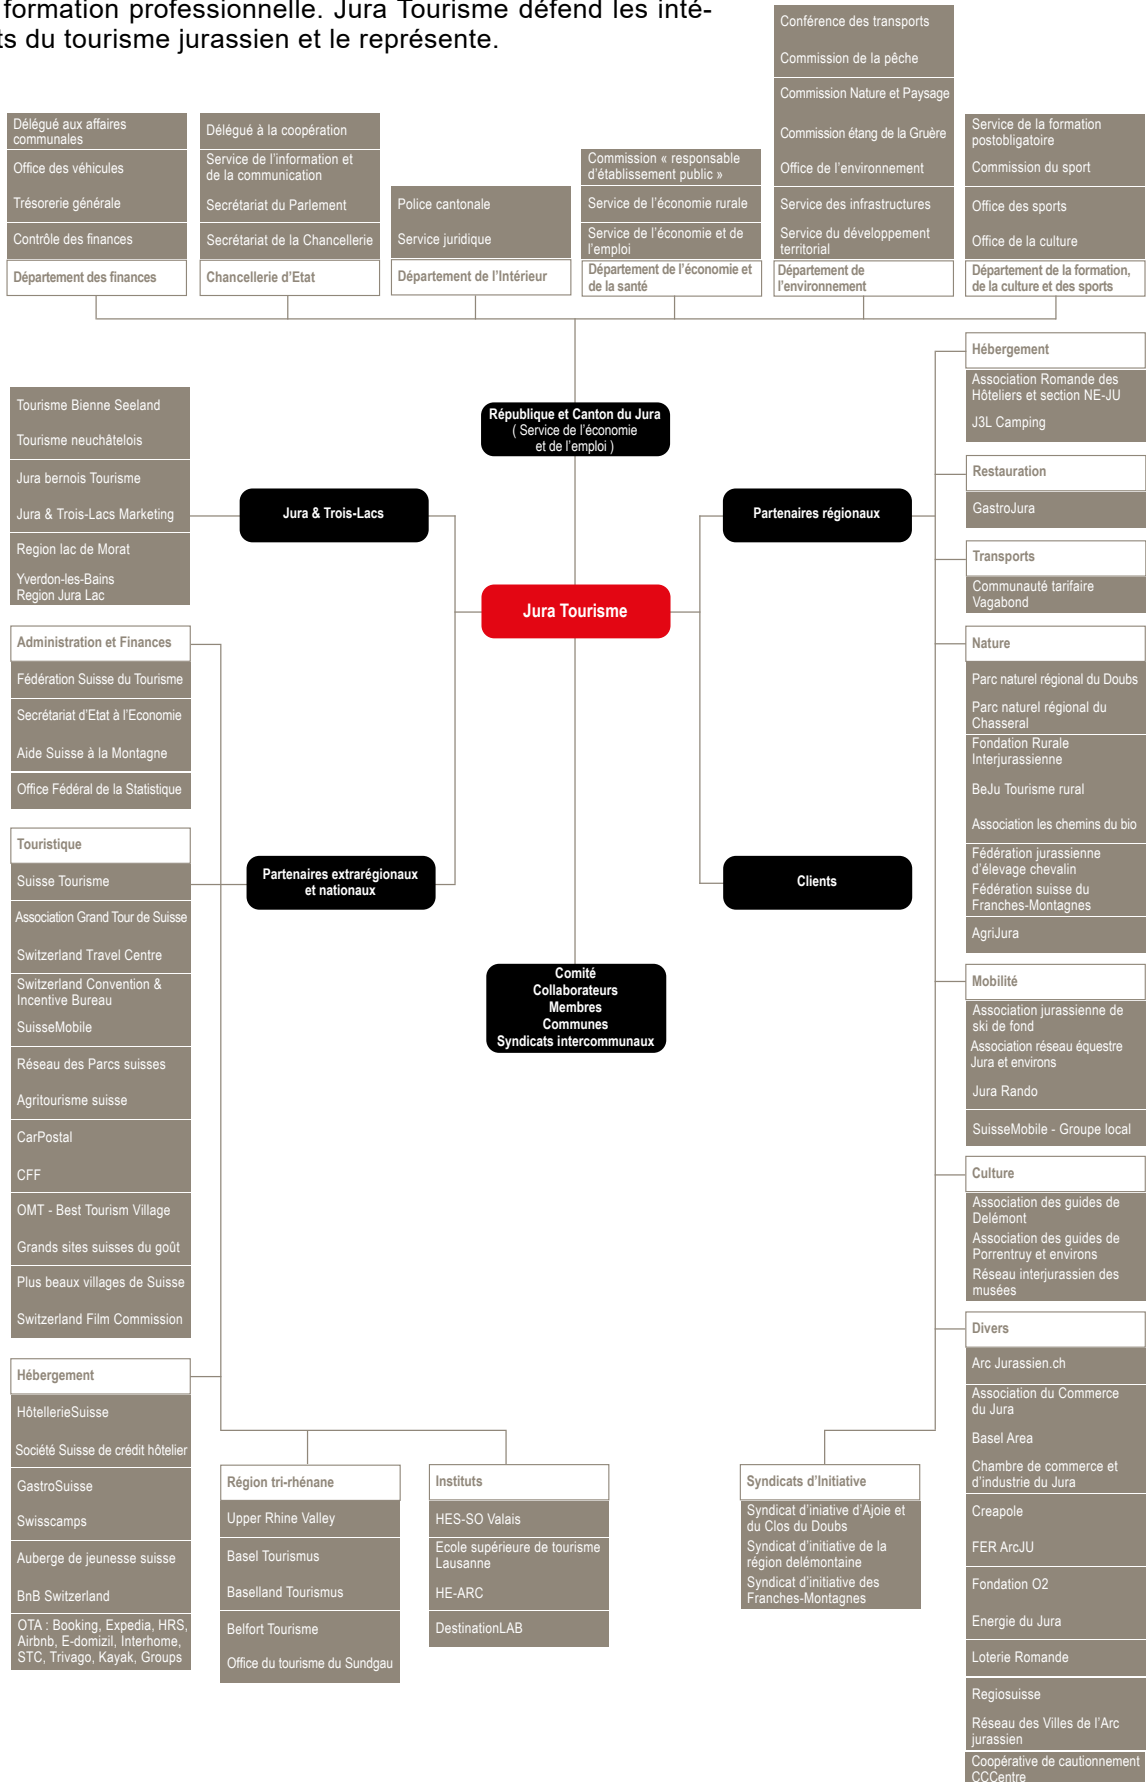 formation professionnelle. Jura Tourisme défend les inté-
ts du tourisme jurassien et le représente.
Délégué aux affaires
communales
Office des véhicules
Trésorerie générale
Contrôle des finances
Département des finances
Délégué à la coopération
Service de l'information et
de la communication
Secrétariat du Parlement
Secrétariat de la Chancellerie
Chancellerie d'Etat
Police cantonale
Service juridique
Département de l'Intérieur
Commission « responsable
d'établissement public »
Service de l'économie rurale
Service de l'économie et de
l'emploi
Département de l'économie et
de la santé
Conférence des transports
Commission de la pêche
Commission Nature et Paysage
Commission étang de la Gruère
Office de l'environnement
Service des infrastructures
Service du développement
territorial
Département de
l'environnement
Service de la formation
postobligatoire
Commission du sport
Office des sports
Office de la culture
Département de la formation,
de la culture et des sports
République et Canton du Jura
( Service de l'économie
et de l'emploi )
Tourisme Bienne Seeland
Tourisme neuchâtelois
Jura bernois Tourisme
Jura & Trois-Lacs Marketing
Region lac de Morat
Yverdon-les-Bains
Region Jura Lac
Jura & Trois-Lacs
Partenaires régionaux
Jura Tourisme
Partenaires extrarégionaux
et nationaux
Clients
Comité
Collaborateurs
Membres
Communes
Syndicats intercommunaux
Administration et Finances
Fédération Suisse du Tourisme
Secrétariat d'Etat à l'Economie
Aide Suisse à la Montagne
Office Fédéral de la Statistique
Touristique
Suisse Tourisme
Association Grand Tour de Suisse
Switzerland Travel Centre
Switzerland Convention &
Incentive Bureau
SuisseMobile
Réseau des Parcs suisses
Agritourisme suisse
CarPostal
CFF
OMT - Best Tourism Village
Grands sites suisses du goût
Plus beaux villages de Suisse
Switzerland Film Commission
Hébergement
HôtellerieSuisse
Société Suisse de crédit hôtelier
GastroSuisse
Swisscamps
Auberge de jeunesse suisse
BnB Switzerland
OTA : Booking, Expedia, HRS,
Airbnb, E-domizil, Interhome,
STC, Trivago, Kayak, Groups
Région tri-rhénane
Upper Rhine Valley
Basel Tourismus
Baselland Tourismus
Belfort Tourisme
Office du tourisme du Sundgau
Instituts
HES-SO Valais
Ecole supérieure de tourisme
Lausanne
HE-ARC
DestinationLAB
Syndicats d'Initiative
Syndicat d'iniative d'Ajoie et
du Clos du Doubs
Syndicat d'initiative de la
région delémontaine
Syndicat d'initiative des
Franches-Montagnes
Hébergement
Association Romande des
Hôteliers et section NE-JU
J3L Camping
Restauration
GastroJura
Transports
Communauté tarifaire
Vagabond
Nature
Parc naturel régional du Doubs
Parc naturel régional du
Chasseral
Fondation Rurale
Interjurassienne
BeJu Tourisme rural
Association les chemins du bio
Fédération jurassienne
d'élevage chevalin
Fédération suisse du
Franches-Montagnes
AgriJura
Mobilité
Association jurassienne de
ski de fond
Association réseau équestre
Jura et environs
Jura Rando
SuisseMobile - Groupe local
Culture
Association des guides de
Delémont
Association des guides de
Porrentruy et environs
Réseau interjurassien des
musées
Divers
Arc Jurassien.ch
Association du Commerce
du Jura
Basel Area
Chambre de commerce et
d'industrie du Jura
Creapole
FER ArcJU
Fondation O2
Energie du Jura
Loterie Romande
Regiosuisse
Réseau des Villes de l'Arc
jurassien
Coopérative de cautionnement
CCCentre